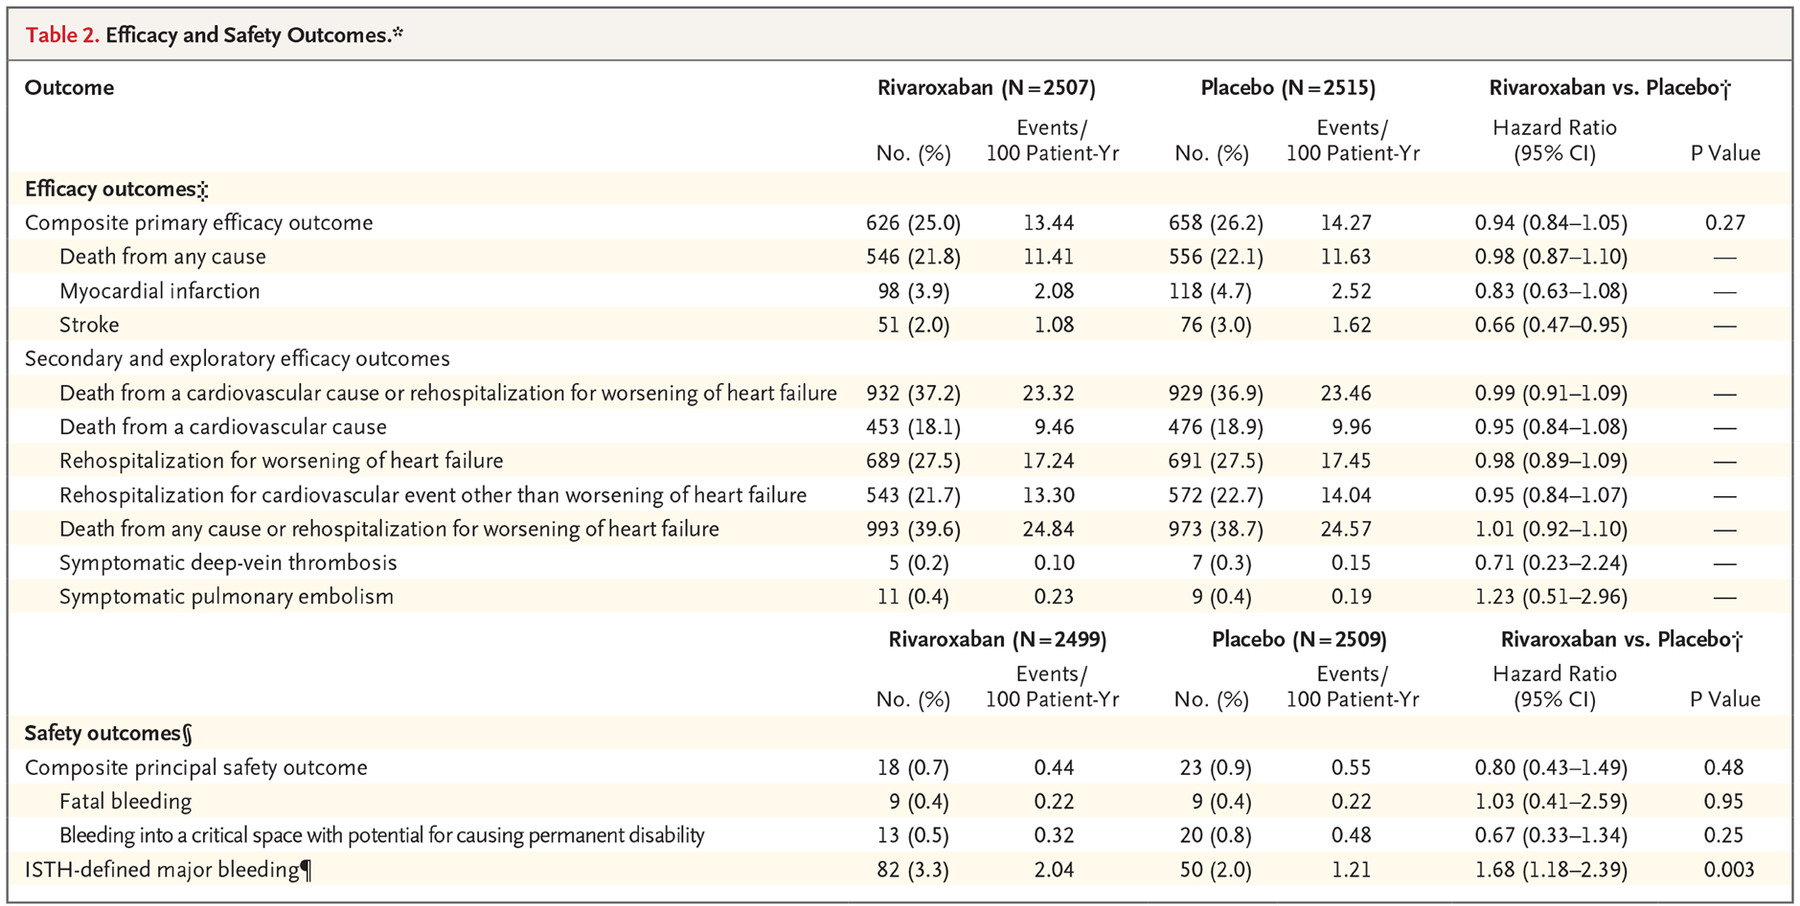 Table 2. Efficacy and Safety Outcomes.*
Outcome Rivaroxaban (N=2507) Placebo (N=2515) Rivaroxaban vs. Placebo†
No. (%) Events/ 100 Patient-Yr No. (%) Events/ 100 Patient-Yr Hazard Ratio (95% CI) P Value
Efficacy outcomes‡
Composite primary efficacy outcome 626 (25.0) 13.44 658 (26.2) 14.27 0.94 (0.84–1.05) 0.27
Death from any cause 546 (21.8) 11.41 556 (22.1) 11.63 0.98 (0.87–1.10) —
Myocardial infarction 98 (3.9) 2.08 118 (4.7) 2.52 0.83 (0.63–1.08) —
Stroke 51 (2.0) 1.08 76 (3.0) 1.62 0.66 (0.47–0.95) —
Secondary and exploratory efficacy outcomes
Death from a cardiovascular cause or rehospitalization for worsening of heart failure 932 (37.2) 23.32 929 (36.9) 23.46 0.99 (0.91–1.09) —
Death from a cardiovascular cause 453 (18.1) 9.46 476 (18.9) 9.96 0.95 (0.84–1.08) —
Rehospitalization for worsening of heart failure 689 (27.5) 17.24 691 (27.5) 17.45 0.98 (0.89–1.09) —
Rehospitalization for cardiovascular event other than worsening of heart failure 543 (21.7) 13.30 572 (22.7) 14.04 0.95 (0.84–1.07) —
Death from any cause or rehospitalization for worsening of heart failure 993 (39.6) 24.84 973 (38.7) 24.57 1.01 (0.92–1.10) —
Symptomatic deep-vein thrombosis 5 (0.2) 0.10 7 (0.3) 0.15 0.71 (0.23–2.24) —
Symptomatic pulmonary embolism 11 (0.4) 0.23 9 (0.4) 0.19 1.23 (0.51–2.96) —
Rivaroxaban (N=2499) Placebo (N=2509) Rivaroxaban vs. Placebo†
No. (%) Events/ 100 Patient-Yr No. (%) Events/ 100 Patient-Yr Hazard Ratio (95% CI) P Value
Safety outcomes§
Composite principal safety outcome 18 (0.7) 0.44 23 (0.9) 0.55 0.80 (0.43–1.49) 0.48
Fatal bleeding 9 (0.4) 0.22 9 (0.4) 0.22 1.03 (0.41–2.59) 0.95
Bleeding into a critical space with potential for causing permanent disability 13 (0.5) 0.32 20 (0.8) 0.48 0.67 (0.33–1.34) 0.25
ISTH-defined major bleeding¶ 82 (3.3) 2.04 50 (2.0) 1.21 1.68 (1.18–2.39) 0.003